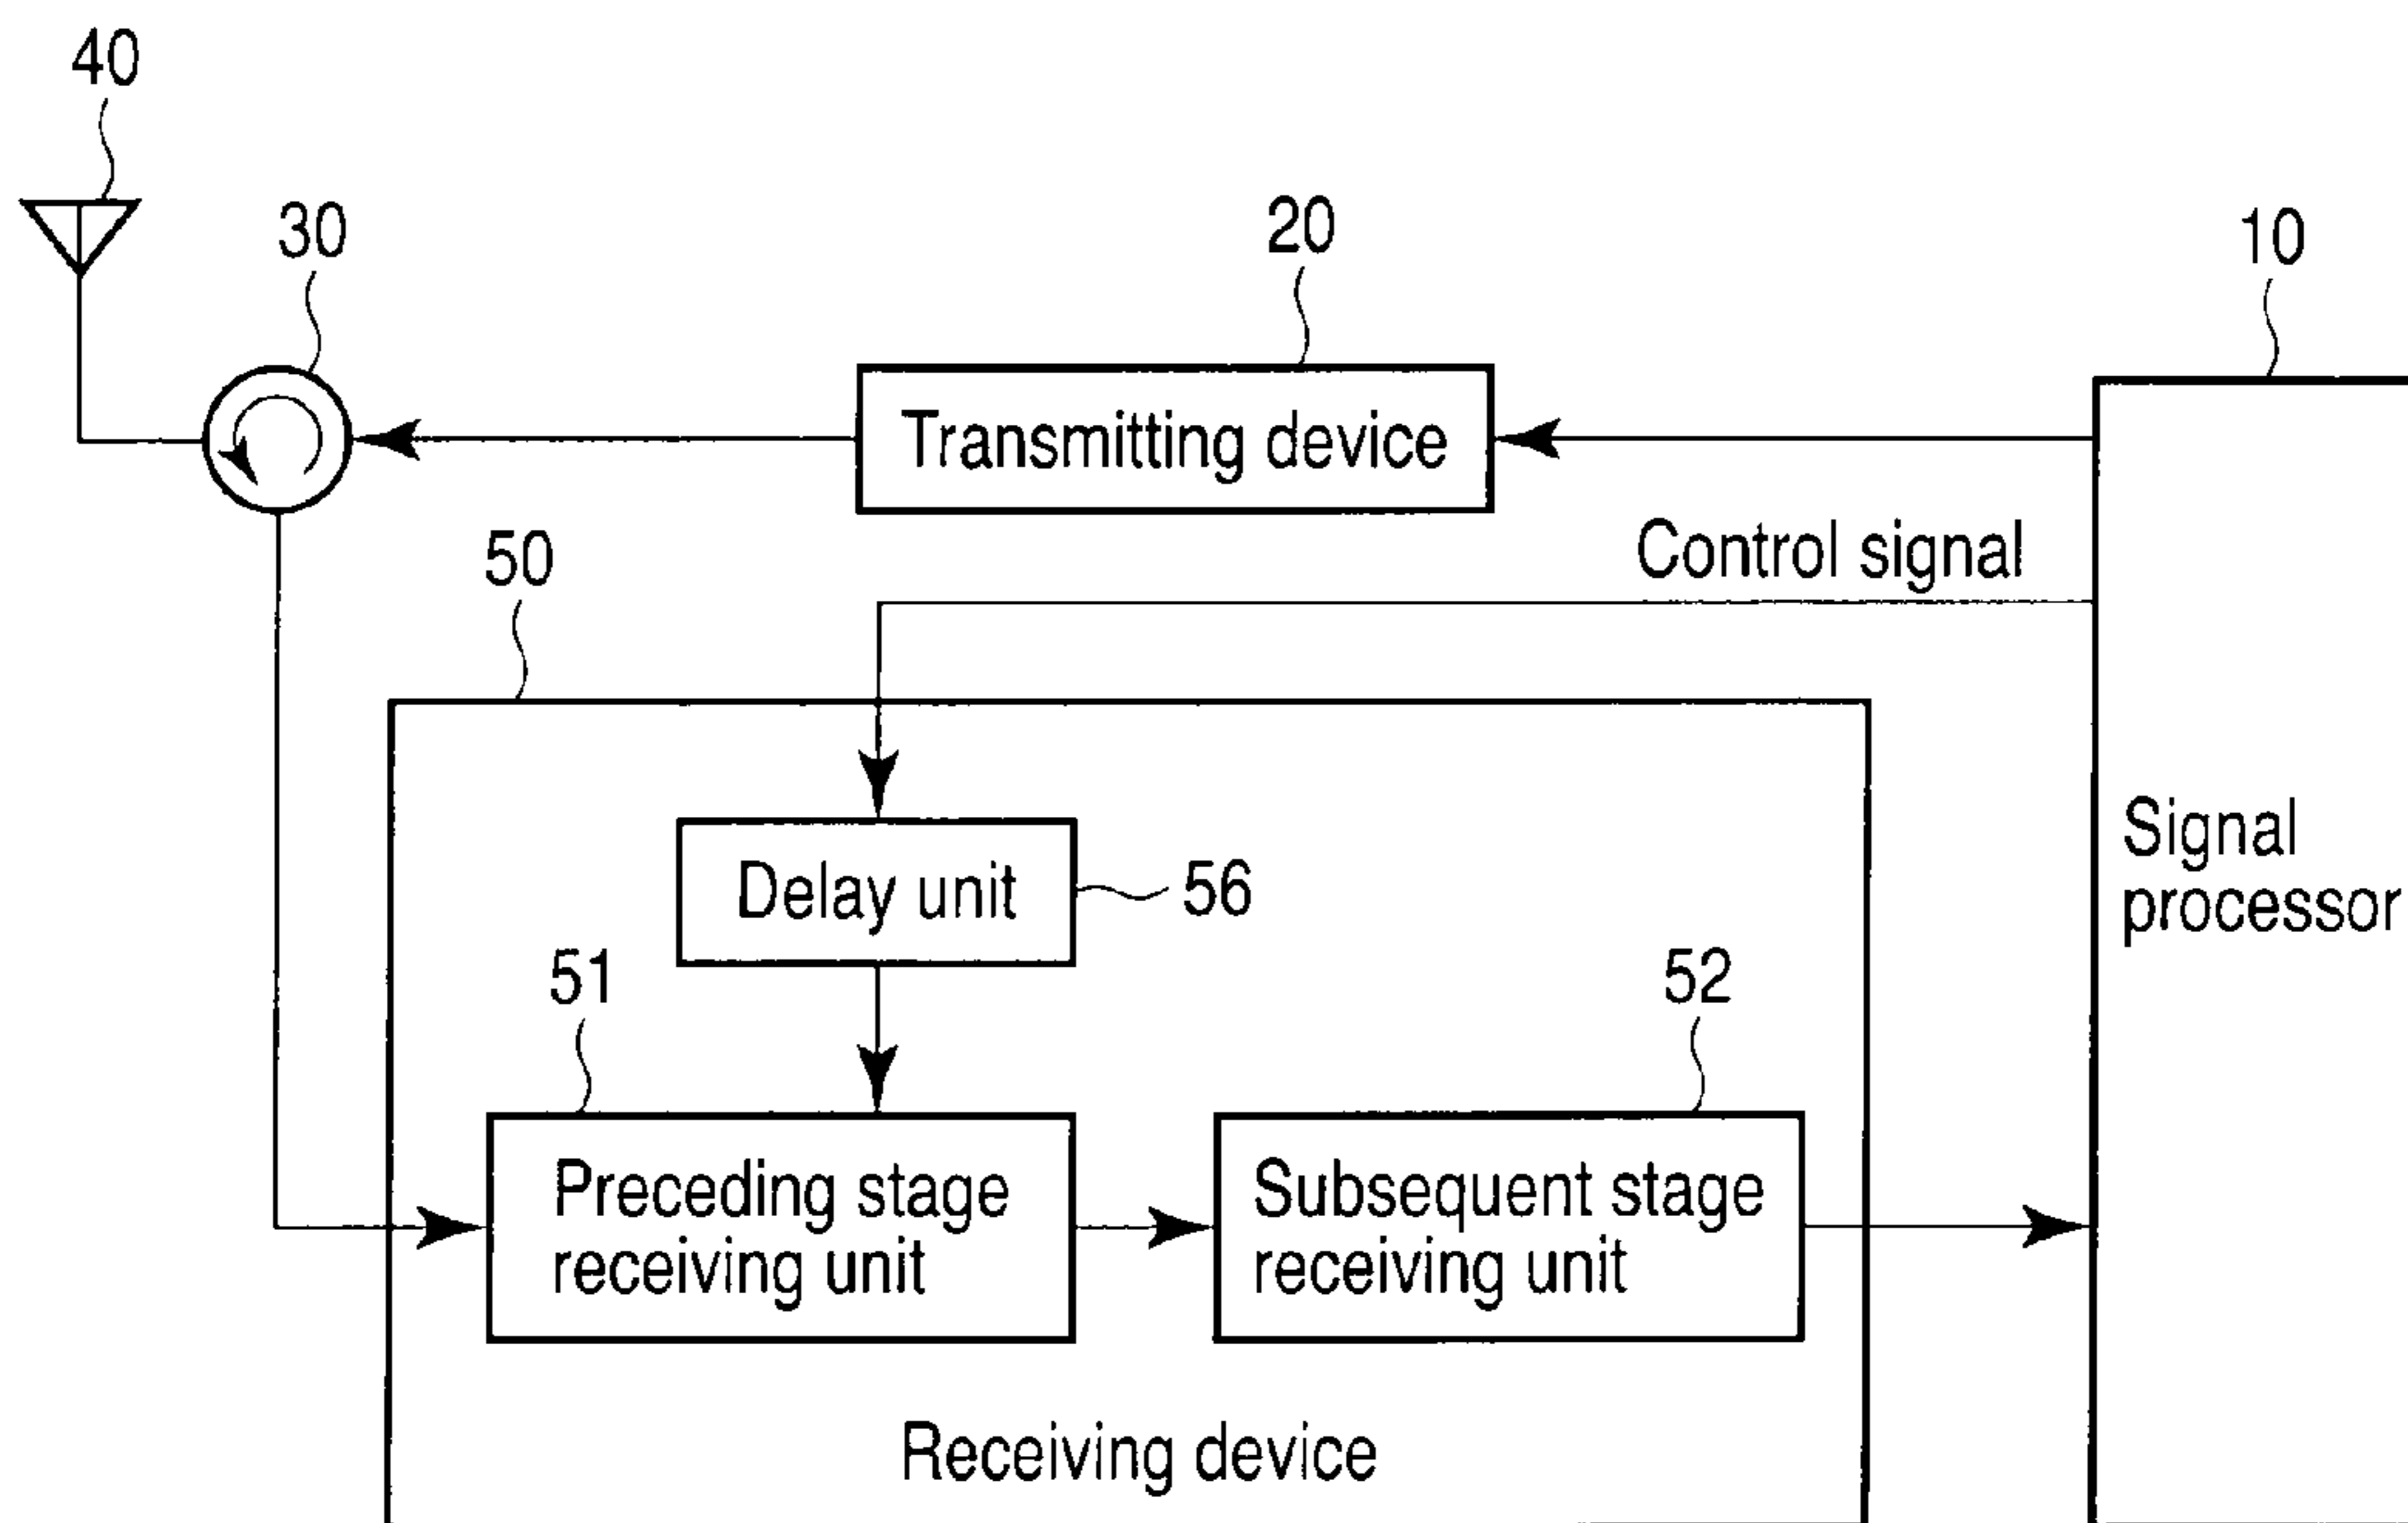 40
30
20
10
Transmitting device
Control signal
50
Delay unit
56
Signal
processor
51
52
Preceding stage
receiving unit
Subsequent stage
receiving unit
Receiving device